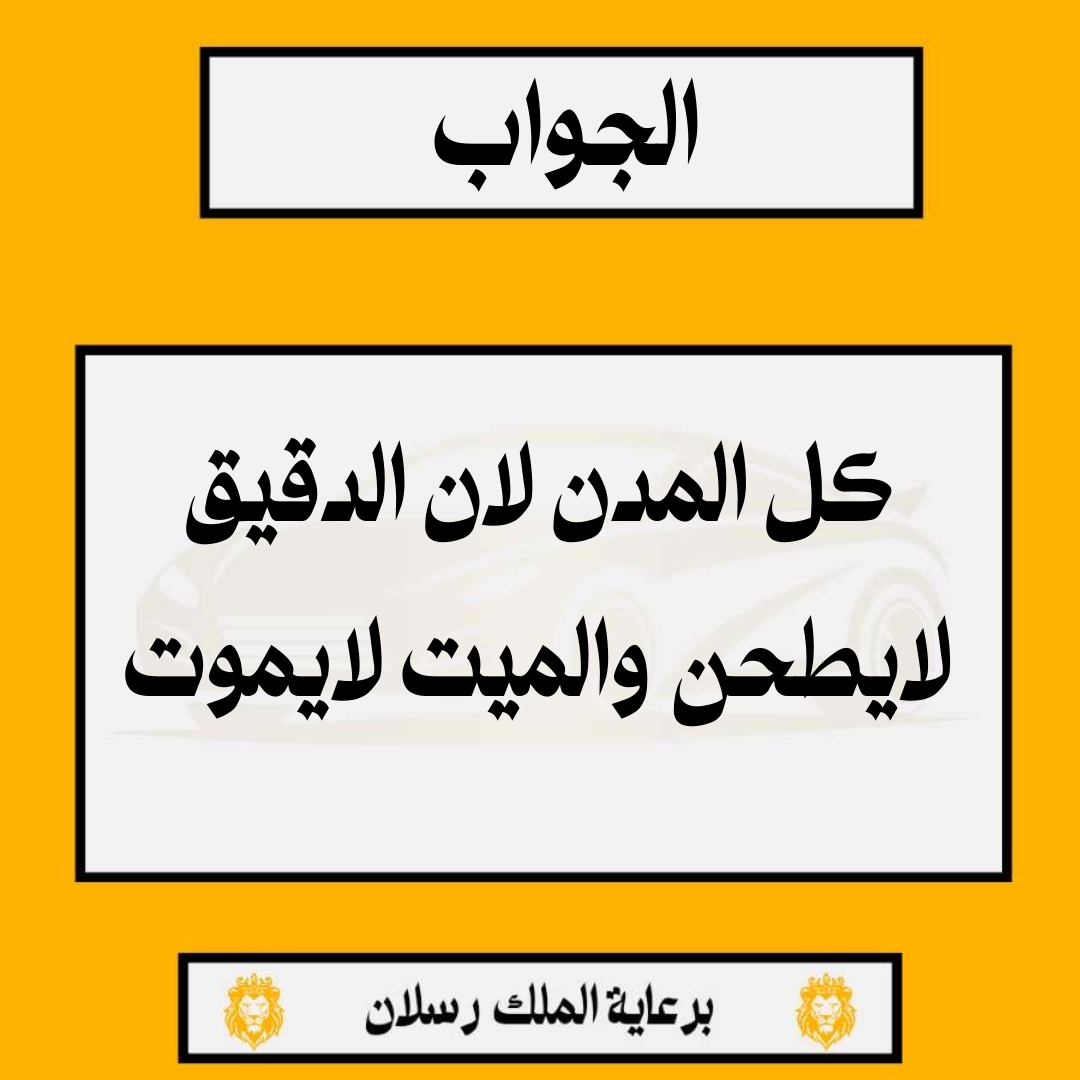 الجواب
كل المدن لان الدقيق
لايطحن والميت لايموت
برعاية الملك رسلان